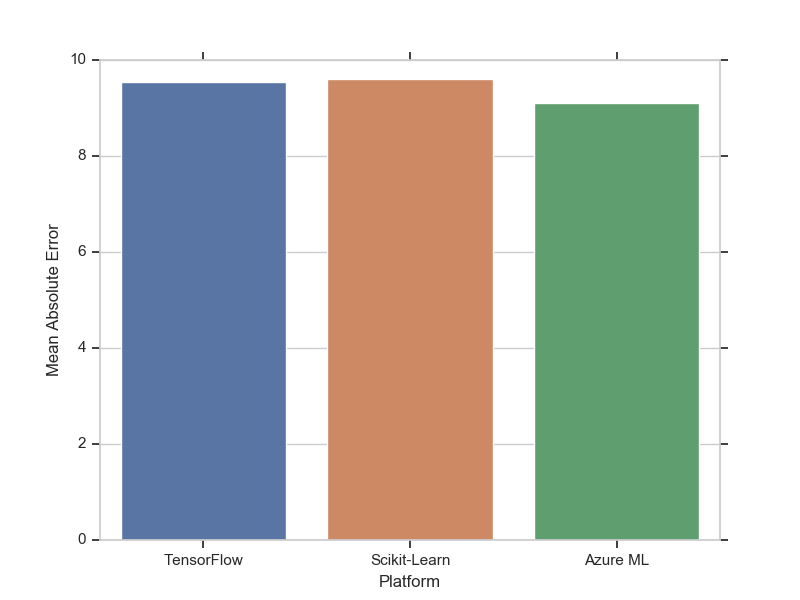 10
8
6
4
2
0
Mean Absolute Error
TensorFlow
Scikit-Learn
Azure ML
Platform